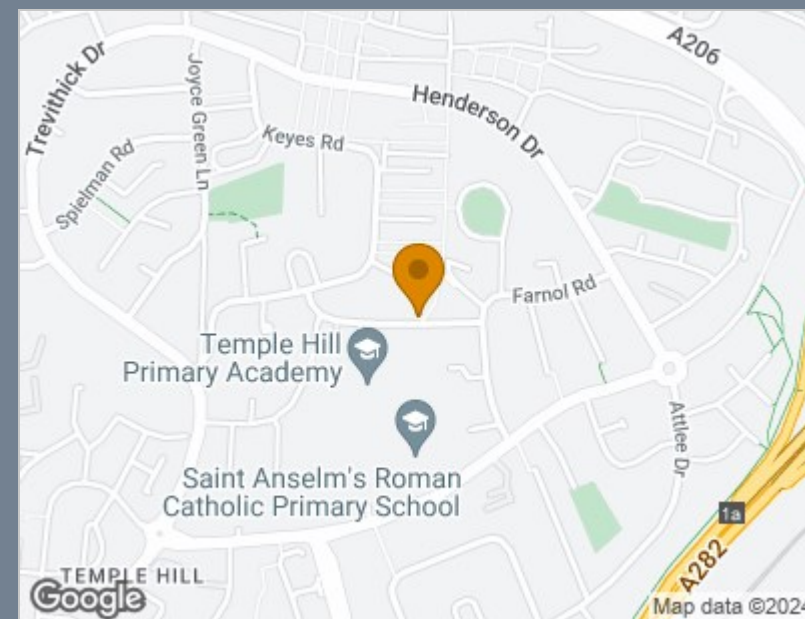 A206
Trevithick Dr
Joyce Green Ln
Henderson Dr
Keyes Rd
Spielman Rd
Farnol Rd
Temple Hill
Primary Academy
Attlee Dr
Saint Anselm's Roman
Catholic Primary School
1a
A282
TEMPLE HILL
Google
Map data ©2024